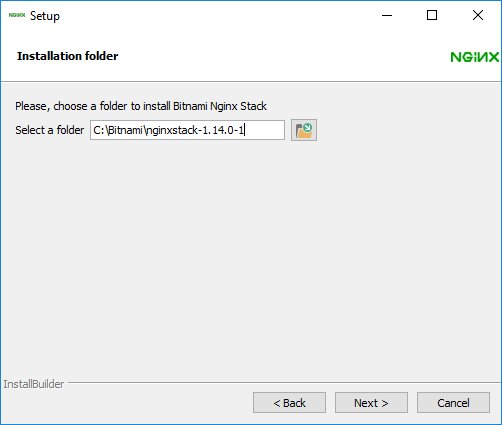 NGiNX Setup
Installation folder
NGiNX
Please, choose a folder to install Bitnami Nginx Stack
Select a folder C:\Bitnami\nginxstack-1.14.0-1
InstallBuilder
< Back Next > Cancel